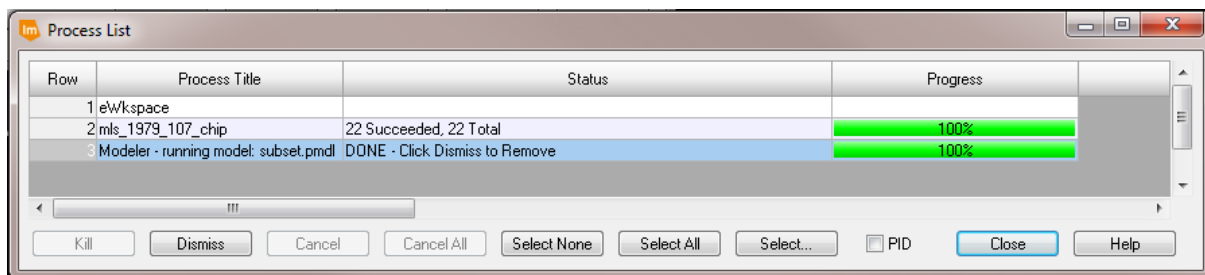 Im Process List
Row Process Title Status Progress
1 eWkspace
2 mls_1979_107_chip 22 Succeeded, 22 Total 100%
3 Modeler - running model: subset.pmdl DONE - Click Dismiss to Remove 100%
Kill Dismiss Cancel Cancel All Select None Select All Select... PID Close Help